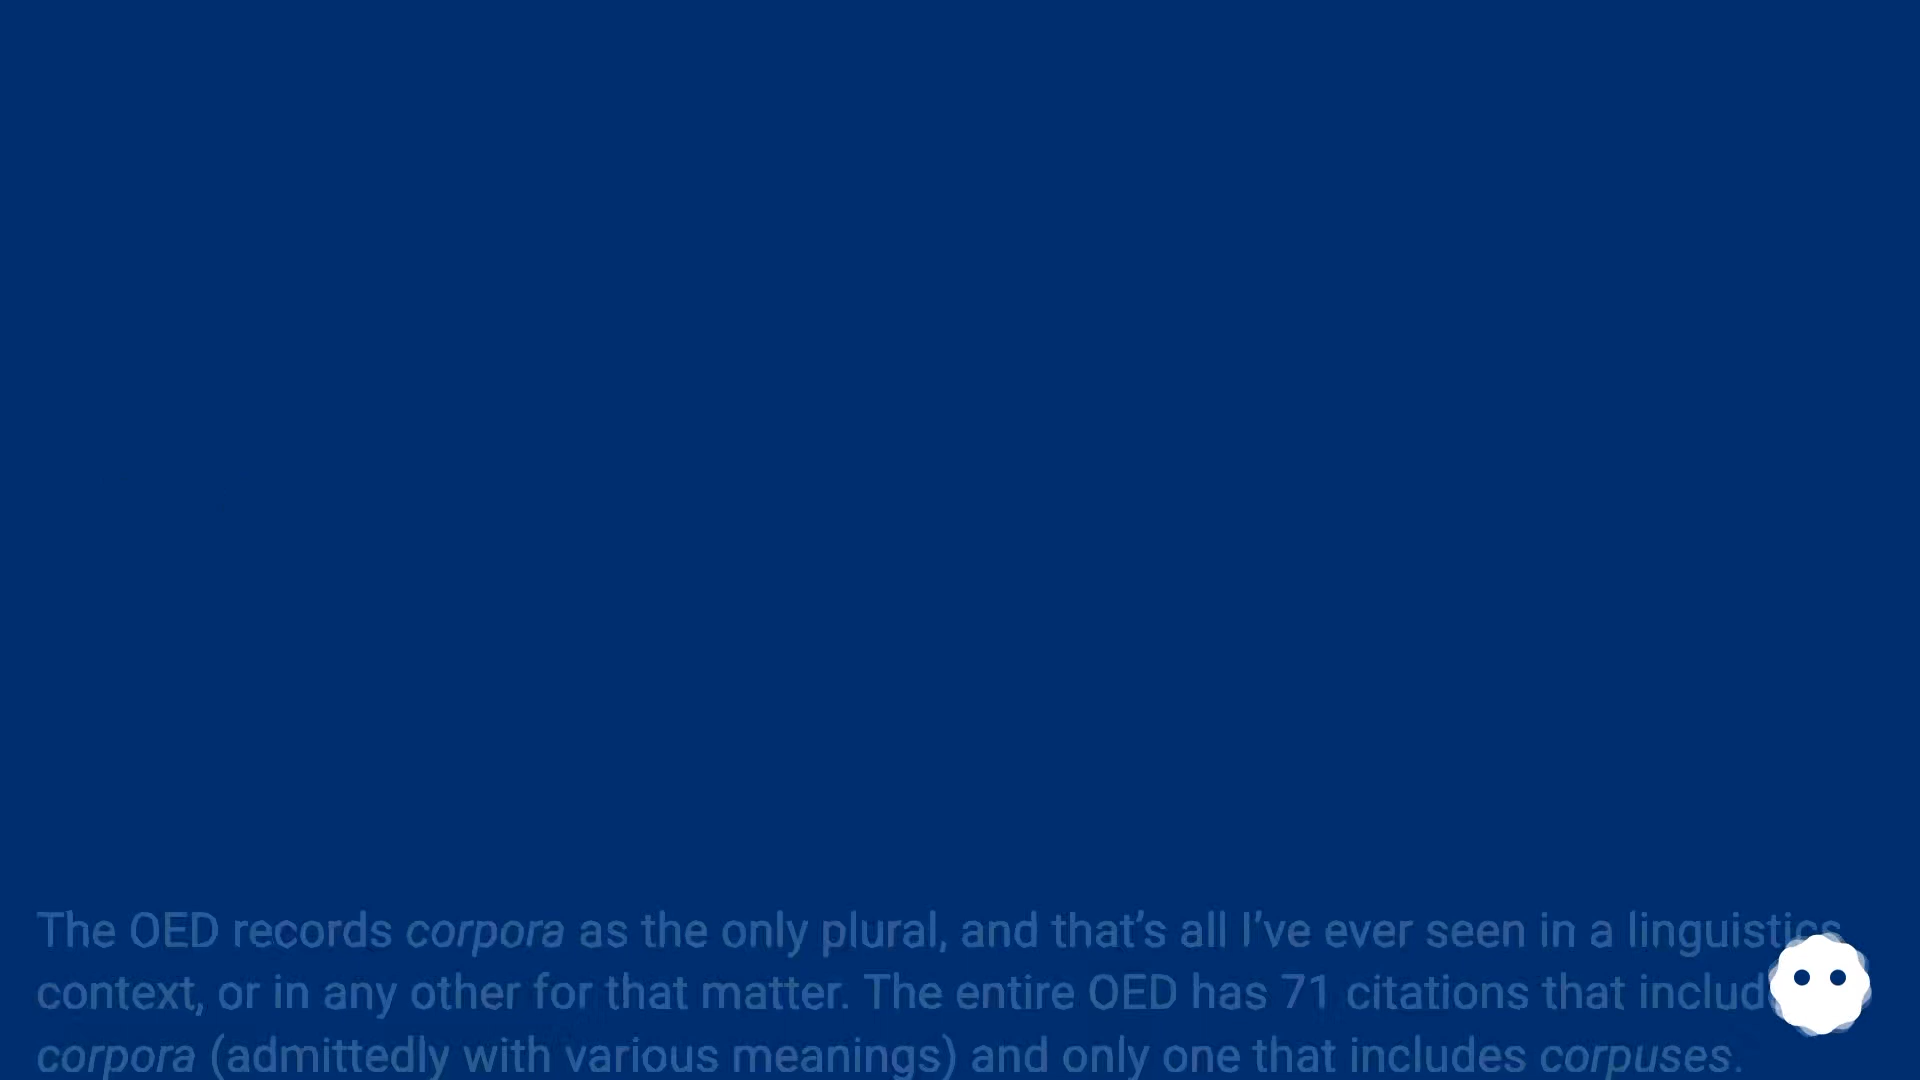 The OED records corpora as the only plural, and that’s all I’ve ever seen in a linguistics
context, or in any other for that matter. The entire OED has 71 citations that includ
corpora (admittedly with various meanings) and only one that includes corpuses.